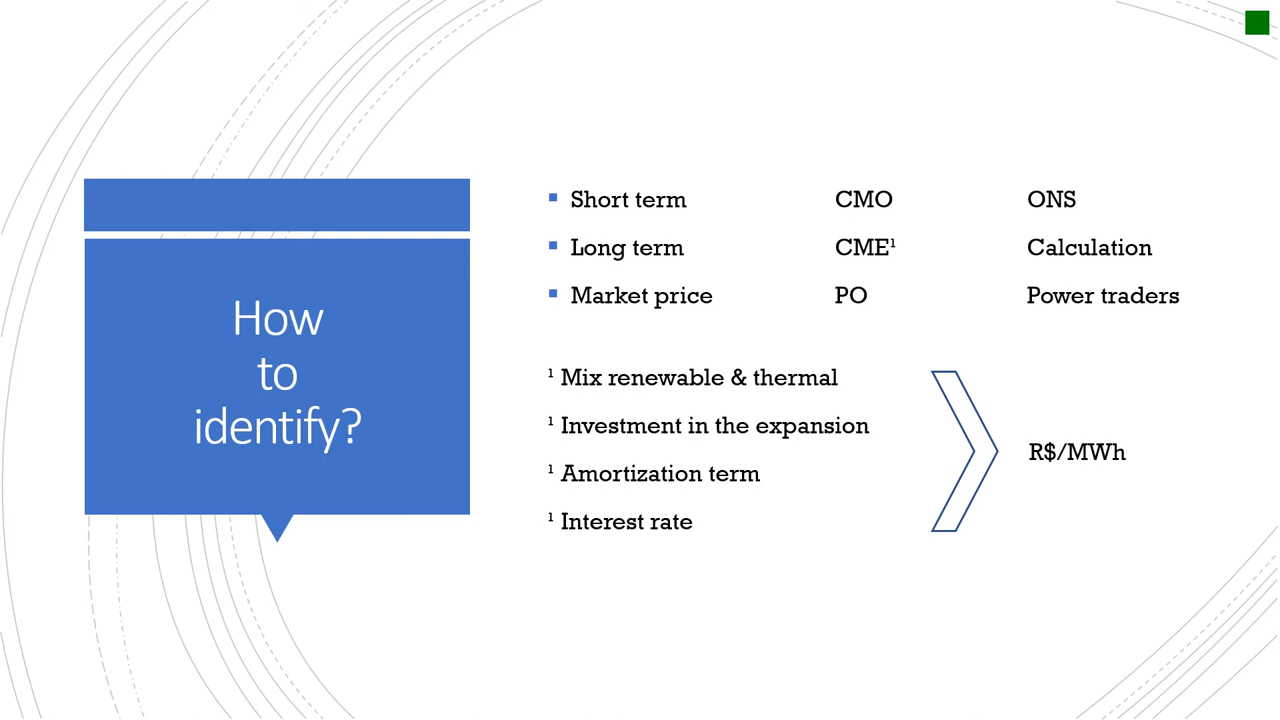 How
to
identify?
Short term CMO ONS
Long term CME¹ Calculation
Market price PO Power traders
¹ Mix renewable & thermal
¹ Investment in the expansion
¹ Amortization term
¹ Interest rate
R$/MWh